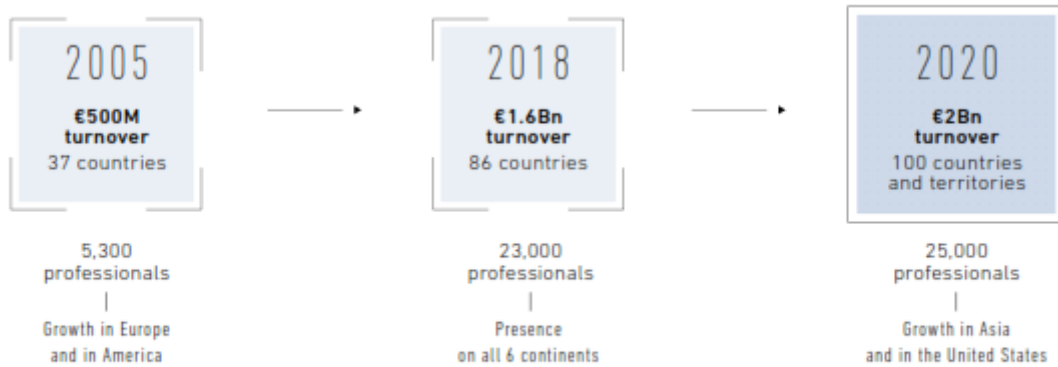 2005
€500M
turnover
37 countries
5,300
professionals
Growth in Europe
and in America
2018
€1.6Bn
turnover
86 countries
23,000
professionals
Presence
on all 6 continents
2020
€2Bn
turnover
100 countries
and territories
25,000
professionals
Growth in Asia
and in the United States